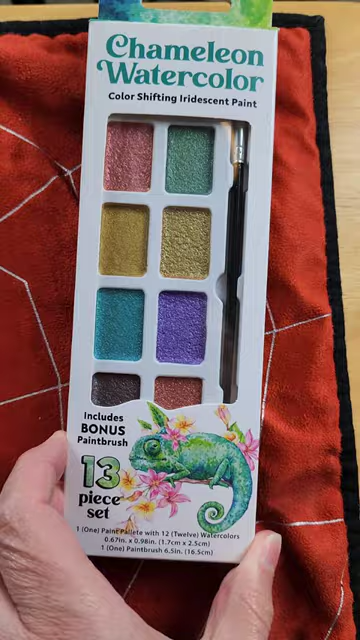 Chameleon
Watercolor
Color Shifting Iridescent Paint
Includes
BONUS
Paintbrush
13
piece
set
1 (One) Paint Pallete with 12 (Twelve) Watercolors
0.67in. x 0.98in. (1.7cm x 2.5cm)
1 (One) Paintbrush 6.5in. (16.5cm)